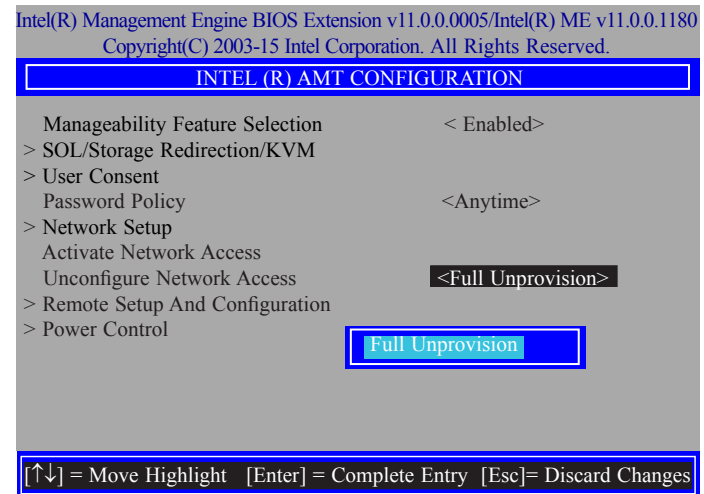 Intel(R) Management Engine BIOS Extension v11.0.0.0005/Intel(R) ME v11.0.0.1180
Copyright(C) 2003-15 Intel Corporation. All Rights Reserved.
INTEL (R) AMT CONFIGURATION
Manageability Feature Selection < Enabled>
> SOL/Storage Redirection/KVM
> User Consent
Password Policy <Anytime>
> Network Setup
Activate Network Access
Unconfigure Network Access <Full Unprovision>
> Remote Setup And Configuration
> Power Control
Full Unprovision
[↑↓] = Move Highlight [Enter] = Complete Entry [Esc]= Discard Changes